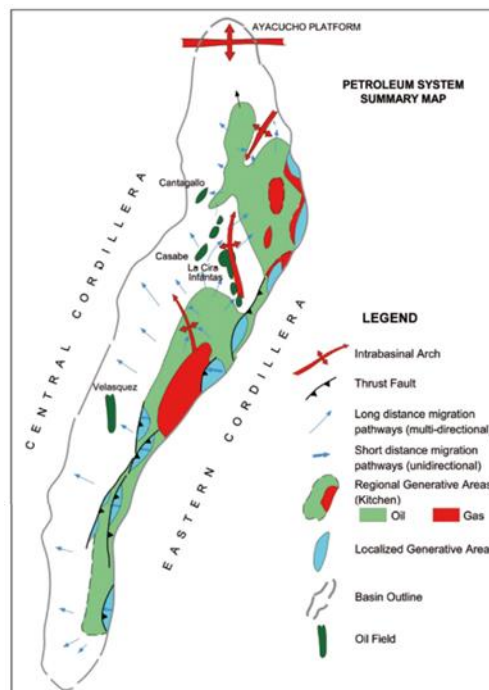 AYACUCHO PLATFORM
PETROLEUM SYSTEM
SUMMARY MAP
Cantagallo
Casabe
La Cira
Infantas
Velasquez
CENTRAL CORDILLERA
EASTERN CORDILLERA
LEGEND
Intrabasinal Arch
Thrust Fault
Long distance migration
pathways (multi-directional)
Short distance migration
pathways (unidirectional)
Regional Generative Areas
(Kitchen)
Oil
Gas
Localized Generative Area
Basin Outline
Oil Field